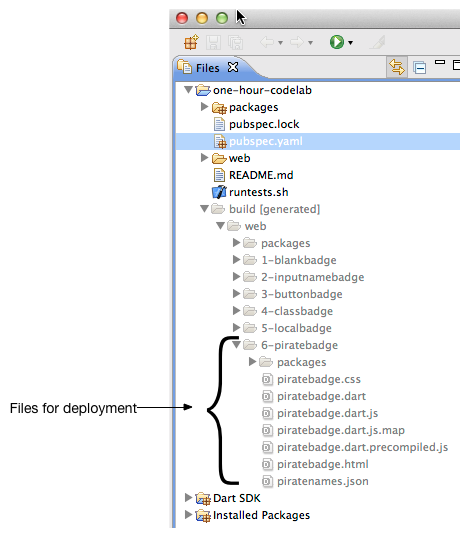 Files
one-hour-codelab
packages
pubspec.lock
pubspec.yaml
web
README.md
runtests.sh
build [generated]
web
packages
1-blankbadge
2-inputnamebadge
3-buttonbadge
4-classbadge
5-localbadge
6-piratebadge
packages
piratebadge.css
piratebadge.dart
Files for deployment
piratebadge.dart.js
piratebadge.dart.js.map
piratebadge.dart.precompiled.js
piratebadge.html
piratenames.json
Dart SDK
Installed Packages